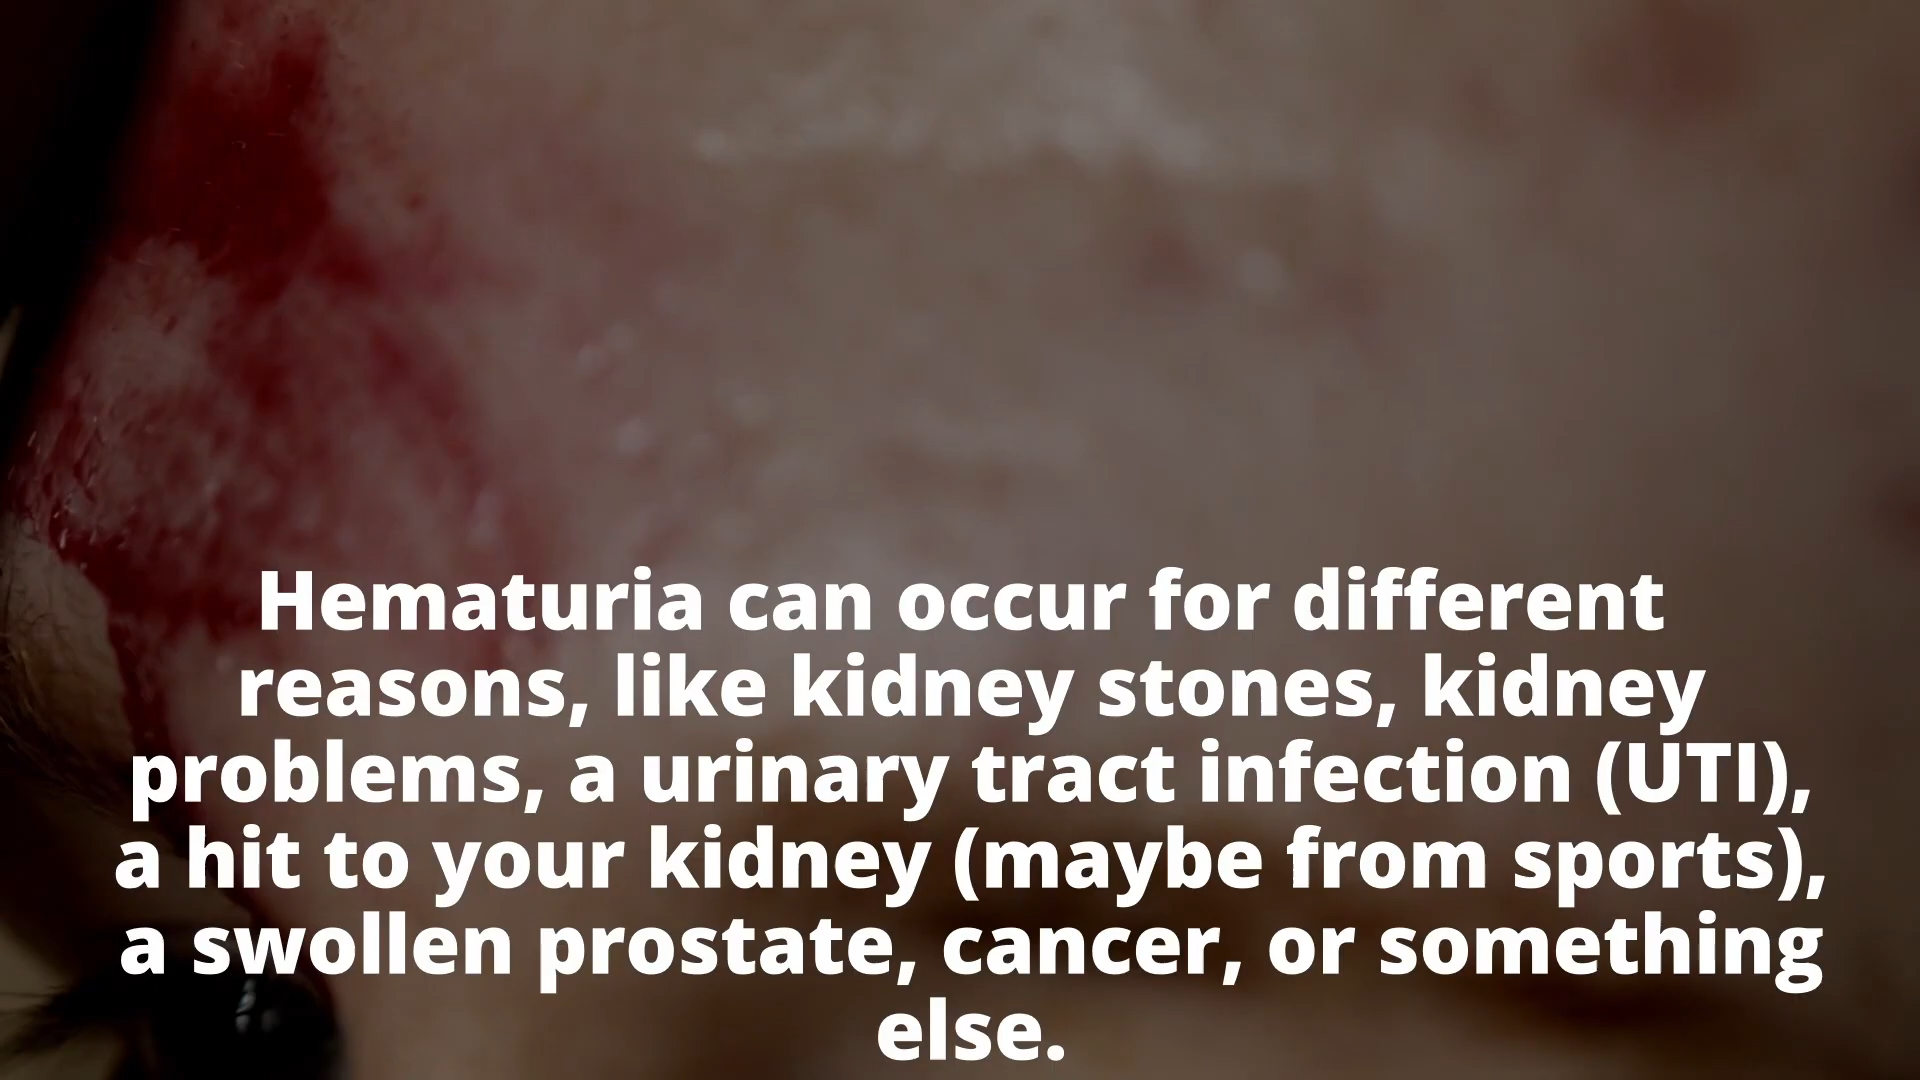 Hematuria can occur for different
reasons, like kidney stones, kidney
problems, a urinary tract infection (UTI),
a hit to your kidney (maybe from sports),
a swollen prostate, cancer, or something
else.